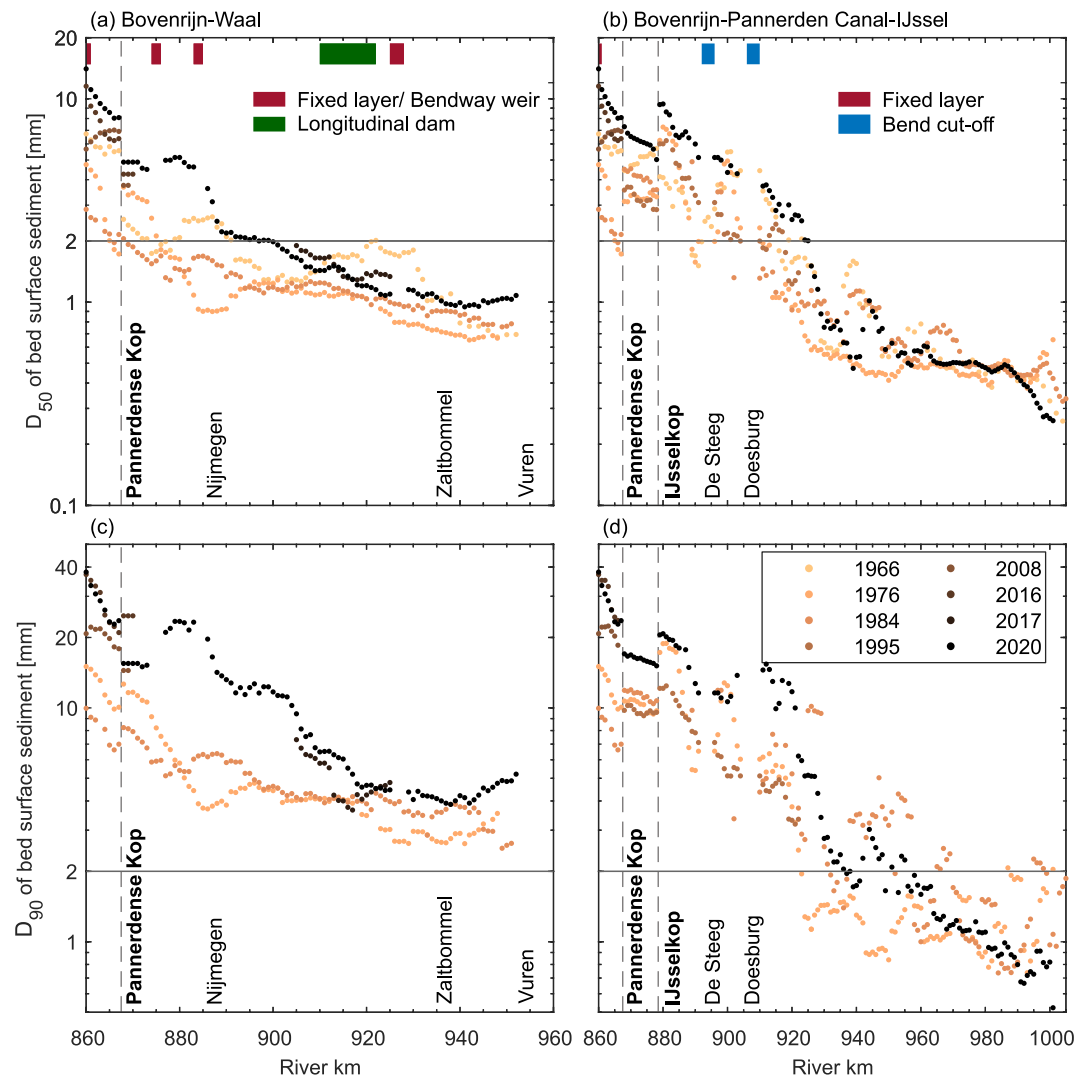 (a) Bovenrijn-Waal
(b) Bovenrijn-Pannerden Canal-IJssel
20
10
2
1
0.1
D50 of bed surface sediment [mm]
Fixed layer/ Bendway weir
Longitudinal dam
Fixed layer
Bend cut-off
Pannerdense Kop
Nijmegen
Zaltbommel
Vuren
Pannerdense Kop
IJsselkop
De Steeg
Doesburg
(c)
(d)
40
20
10
2
1
D90 of bed surface sediment [mm]
1966
1976
1984
1995
2008
2016
2017
2020
Pannerdense Kop
Nijmegen
Zaltbommel
Vuren
Pannerdense Kop
IJsselkop
De Steeg
Doesburg
860 880 900 920 940 960
River km
860 880 900 920 940 960 980 1000
River km